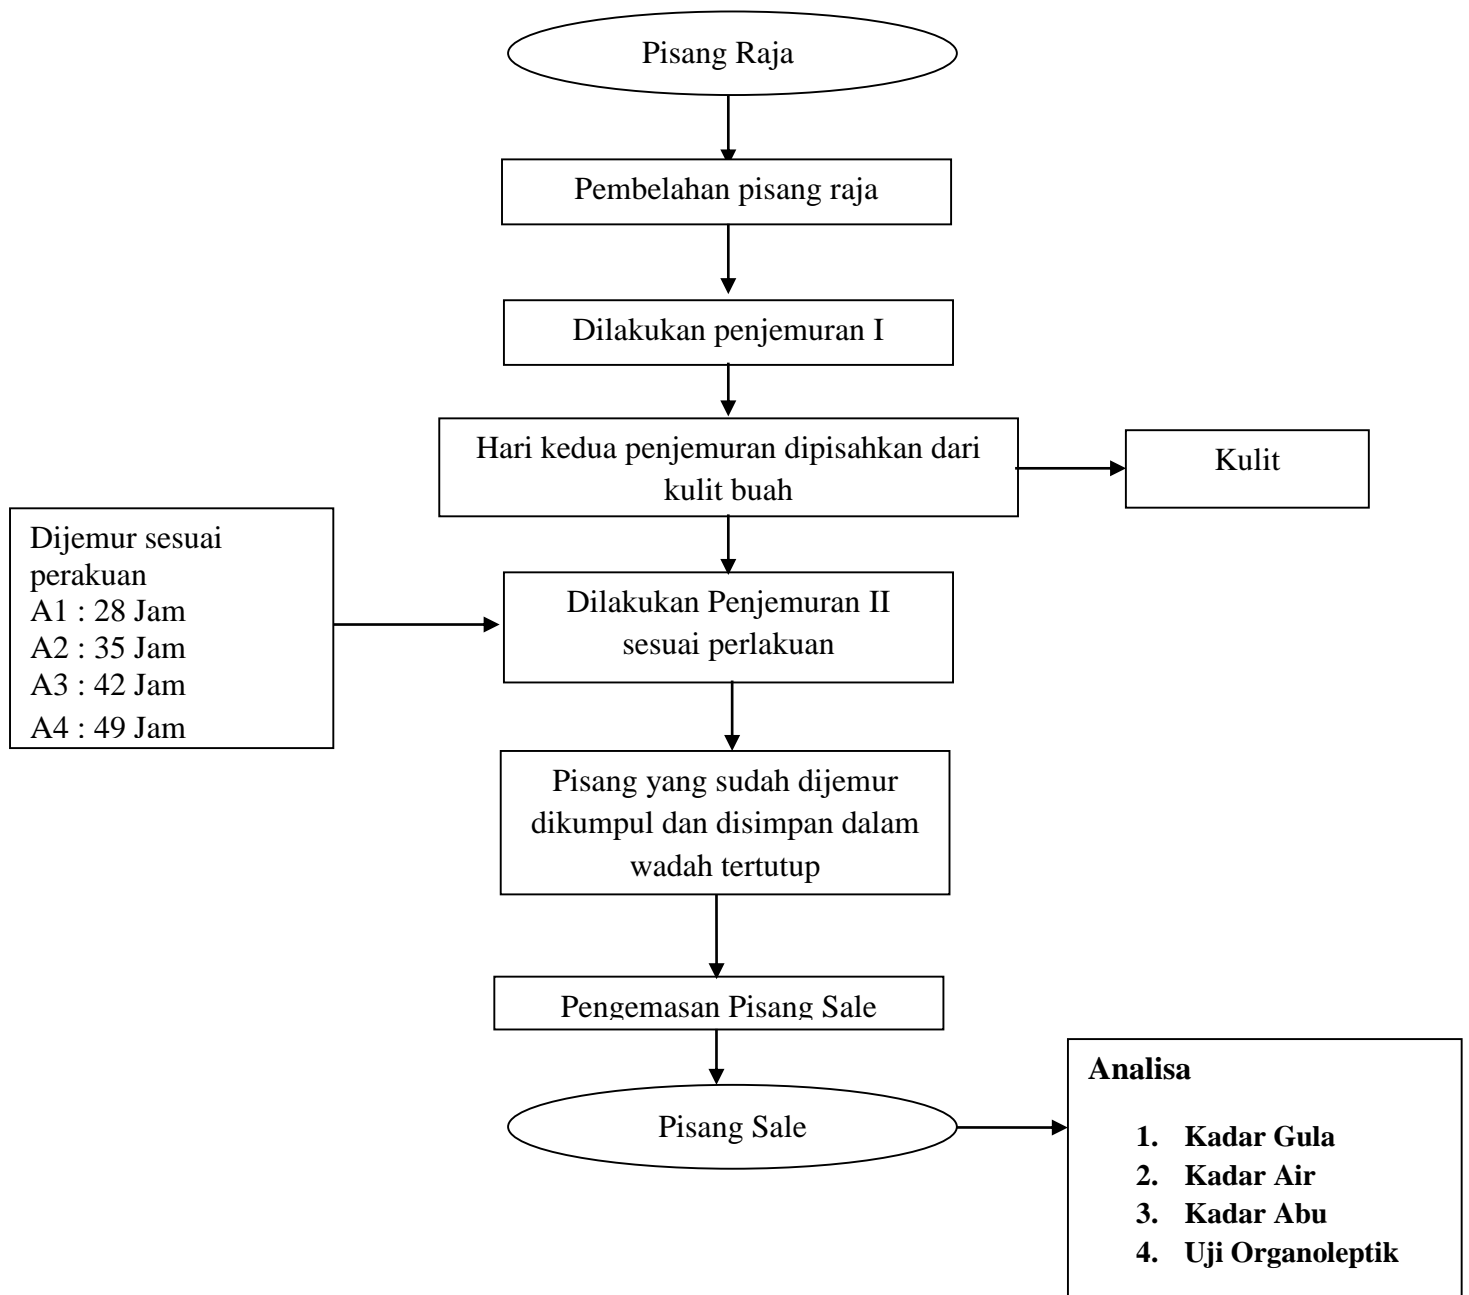 Pisang Raja
Pembelahan pisang raja
Dilakukan penjemuran I
Hari kedua penjemuran dipisahkan dari
kulit buah
Kulit
Dijemur sesuai
perakuan
A1 : 28 Jam
A2 : 35 Jam
A3 : 42 Jam
A4 : 49 Jam
Dilakukan Penjemuran II
sesuai perlakuan
Pisang yang sudah dijemur
dikumpul dan disimpan dalam
wadah tertutup
Pengemasan Pisang Sale
Pisang Sale
Analisa
1. Kadar Gula
2. Kadar Air
3. Kadar Abu
4. Uji Organoleptik